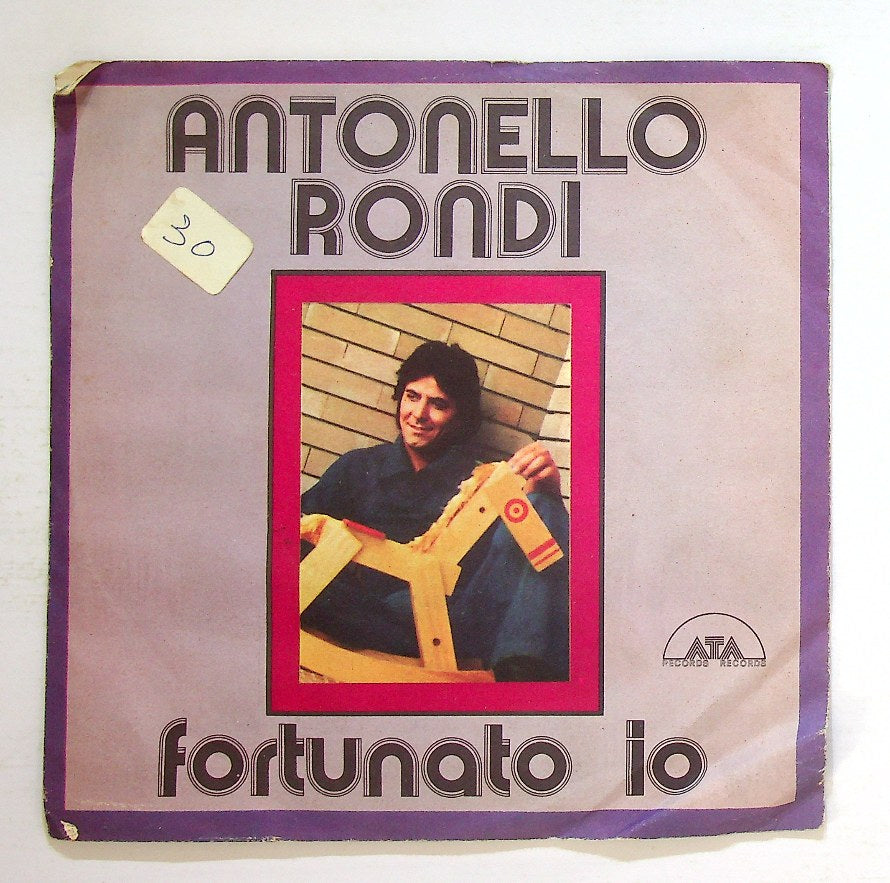 ANTONELLO
RONDI
30
ATA
RECORDS RECORDS
fortunato io